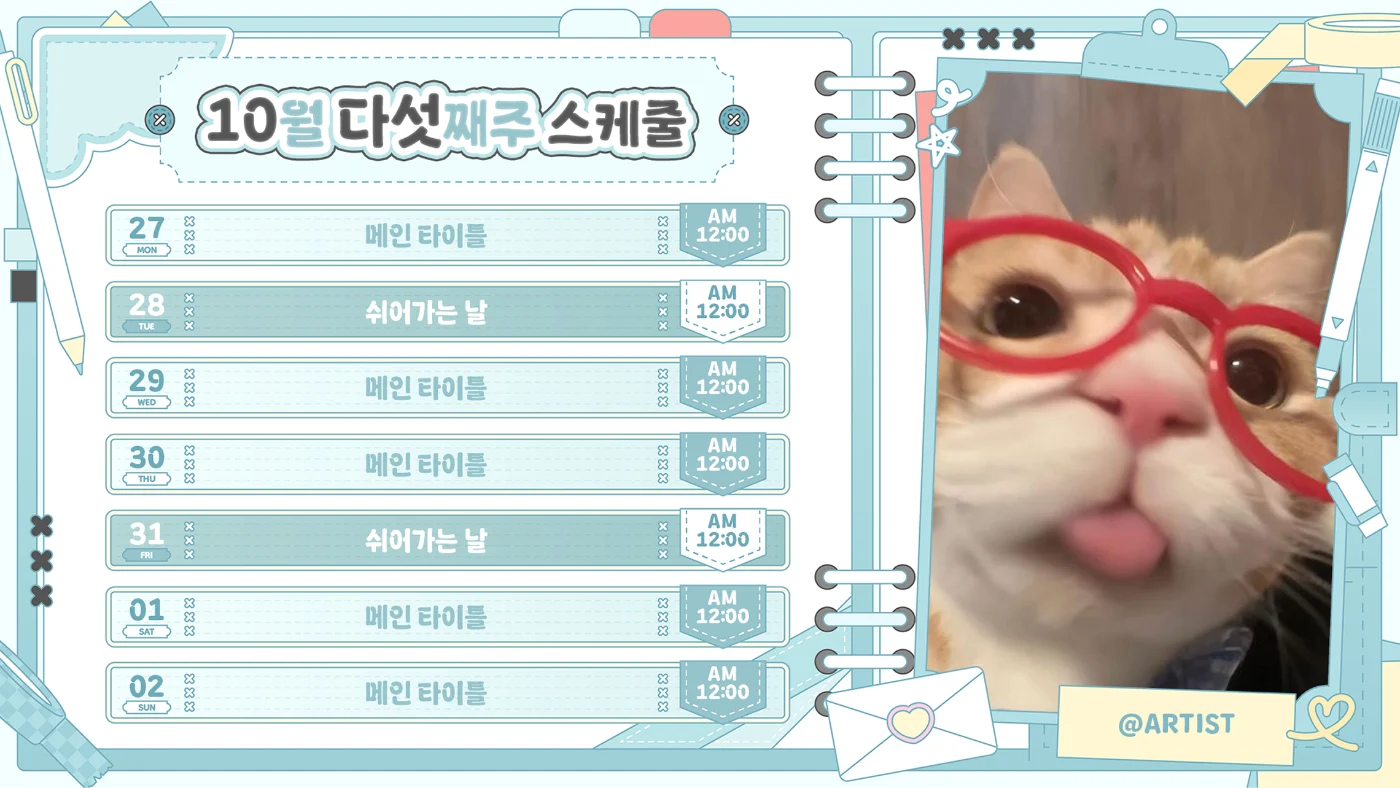 10월 다섯째주 스케줄
27
MON
메인 타이틀
AM
12:00
28
TUE
쉬어가는 날
AM
12:00
29
WED
메인 타이틀
AM
12:00
30
THU
메인 타이틀
AM
12:00
31
FRI
쉬어가는 날
AM
12:00
01
SAT
메인 타이틀
AM
12:00
02
SUN
메인 타이틀
AM
12:00
@ARTIST